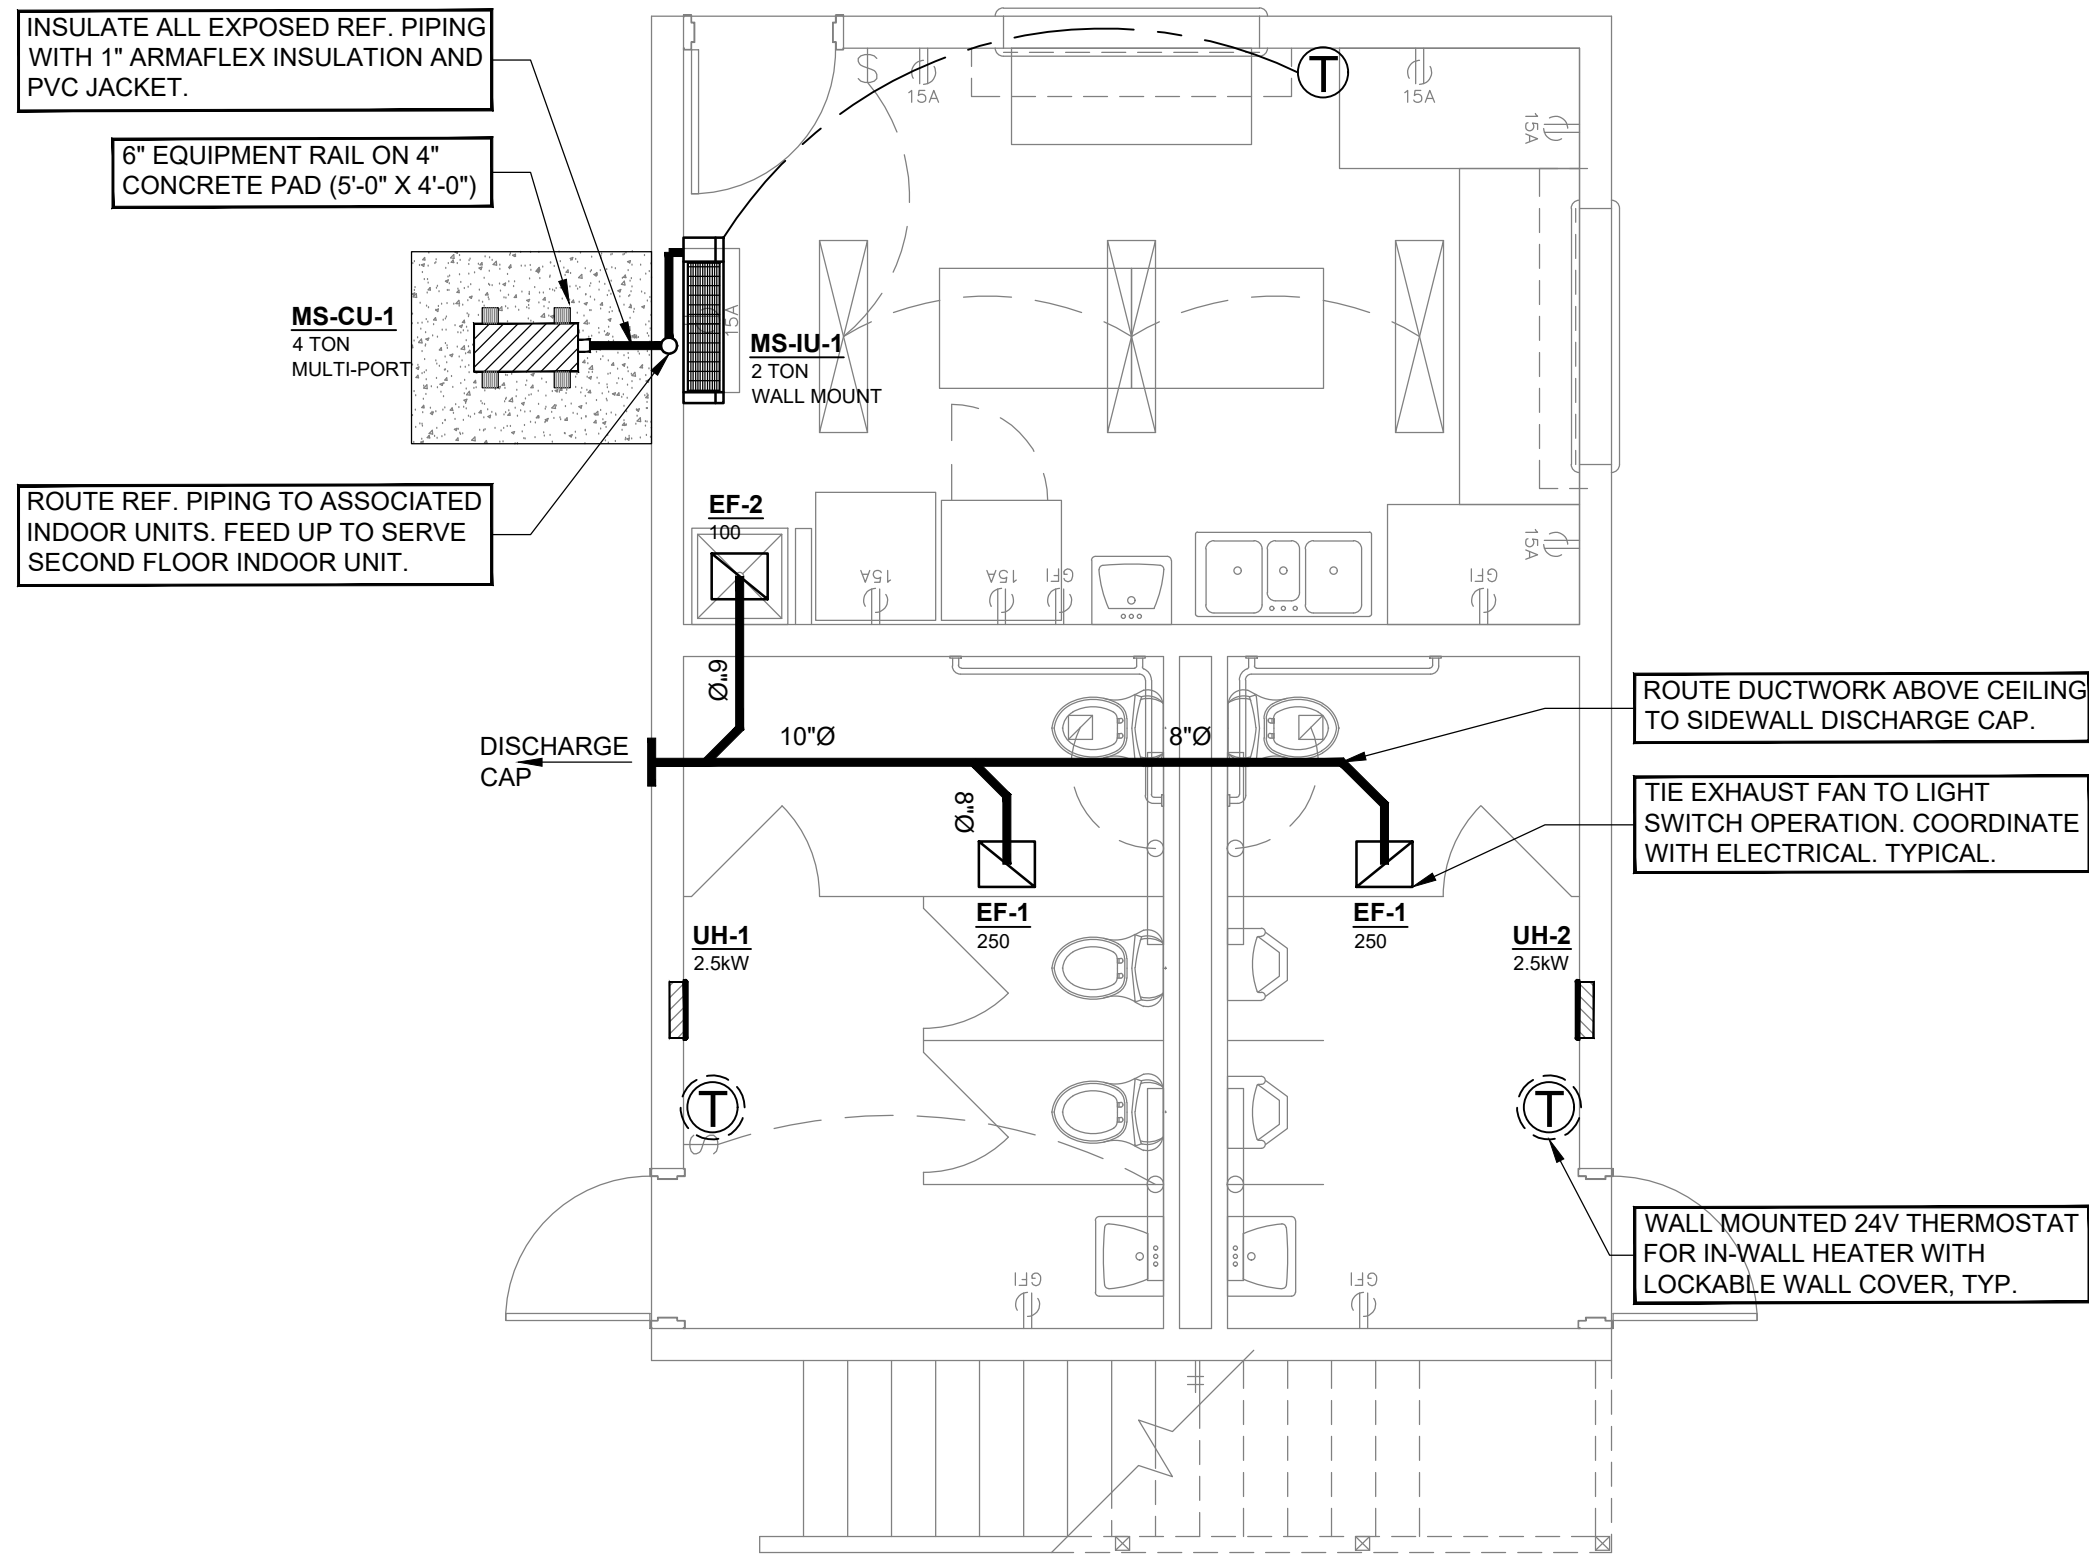 INSULATE ALL EXPOSED REF. PIPING
WITH 1" ARMAFLEX INSULATION AND
PVC JACKET.
6" EQUIPMENT RAIL ON 4"
CONCRETE PAD (5'-0" X 4'-0")
S
15A
T
15A
15A
MS-CU-1
4 TON
MULTI-PORT
15A
MS-IU-1
2 TON
WALL MOUNT
ROUTE REF. PIPING TO ASSOCIATED
INDOOR UNITS. FEED UP TO SERVE
SECOND FLOOR INDOOR UNIT.
EF-2
100
15A
15A
15A
GFI
GFI
6"Ø
10"Ø
8"Ø
DISCHARGE
CAP
8"Ø
ROUTE DUCTWORK ABOVE CEILING
TO SIDEWALL DISCHARGE CAP.
TIE EXHAUST FAN TO LIGHT
SWITCH OPERATION. COORDINATE
WITH ELECTRICAL. TYPICAL.
EF-1
250
EF-1
250
UH-1
2.5kW
UH-2
2.5kW
T
T
S
WALL MOUNTED 24V THERMOSTAT
FOR IN-WALL HEATER WITH
LOCKABLE WALL COVER, TYP.
GFI
GFI